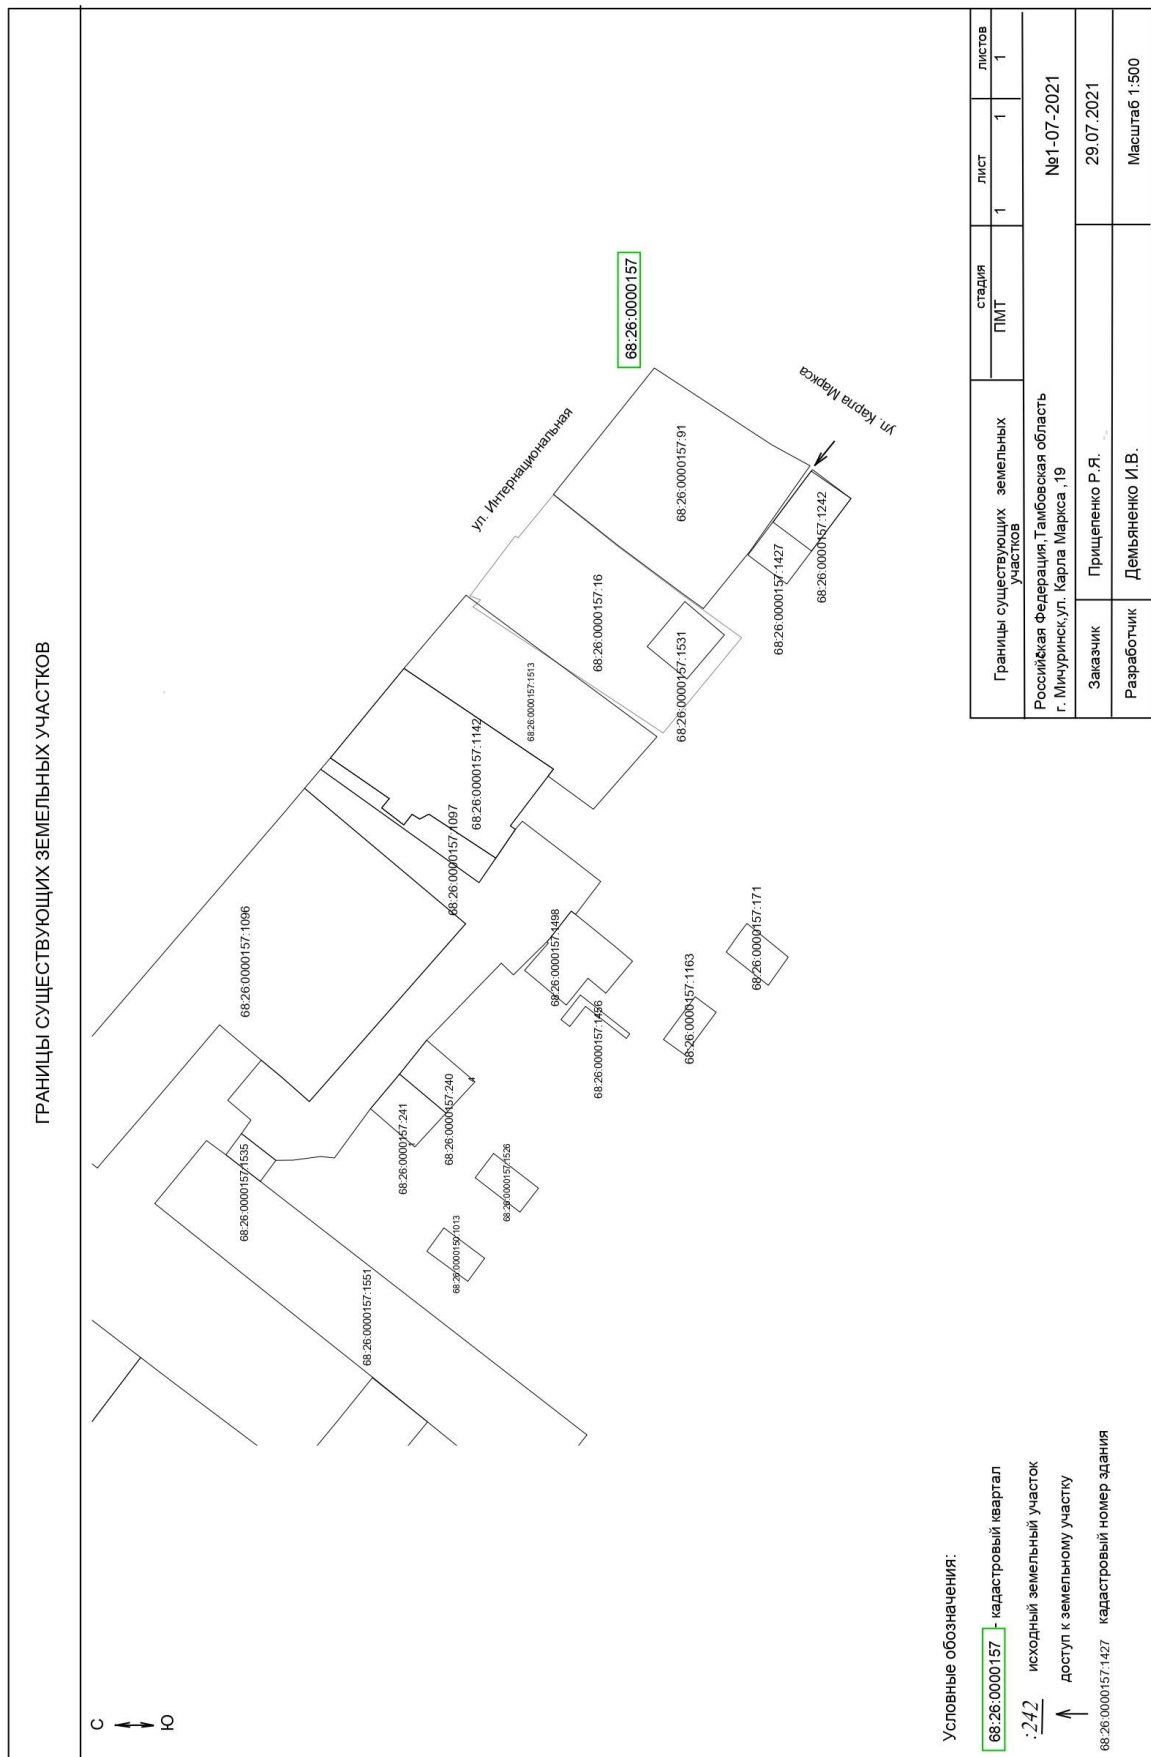 ГРАНИЦЫ СУЩЕСТВУЮЩИХ ЗЕМЕЛЬНЫХ УЧАСТКОВ
С
Ю
68:26:0000157:1096
68:26:0000157:1535
68:26:0000157:1551
68:26:0000157:241
68:26:0000157:240
68:26:0000150:1013
68:26:0000157:1526
68:26:0000157:1097
68:26:0000157:1142
68:26:0000157:1513
ул. Интернациональная
68:26:0000157:1498
68:26:0000157:1456
68:26:0000157:16
68:26:0000157:1531
68:26:0000157:91
68:26:0000157
68:26:0000157:1163
68:26:0000157:171
68:26:0000157:1427
68:26:0000157:1242
ул. Карла Маркса
Условные обозначения:
68:26:0000157 - кадастровый квартал
:242 исходный земельный участок
доступ к земельному участку
68:26:0000157:1427 кадастровый номер здания
Границы существующих земельных участков
стадия лист листов
ПМТ 1 1 1
Российская Федерация,Тамбовская область
г. Мичуринск,ул. Карла Маркса ,19
№1-07-2021
Заказчик Прищепенко Р.Я. 29.07.2021
Разработчик Демьяненко И.В. Масштаб 1:500